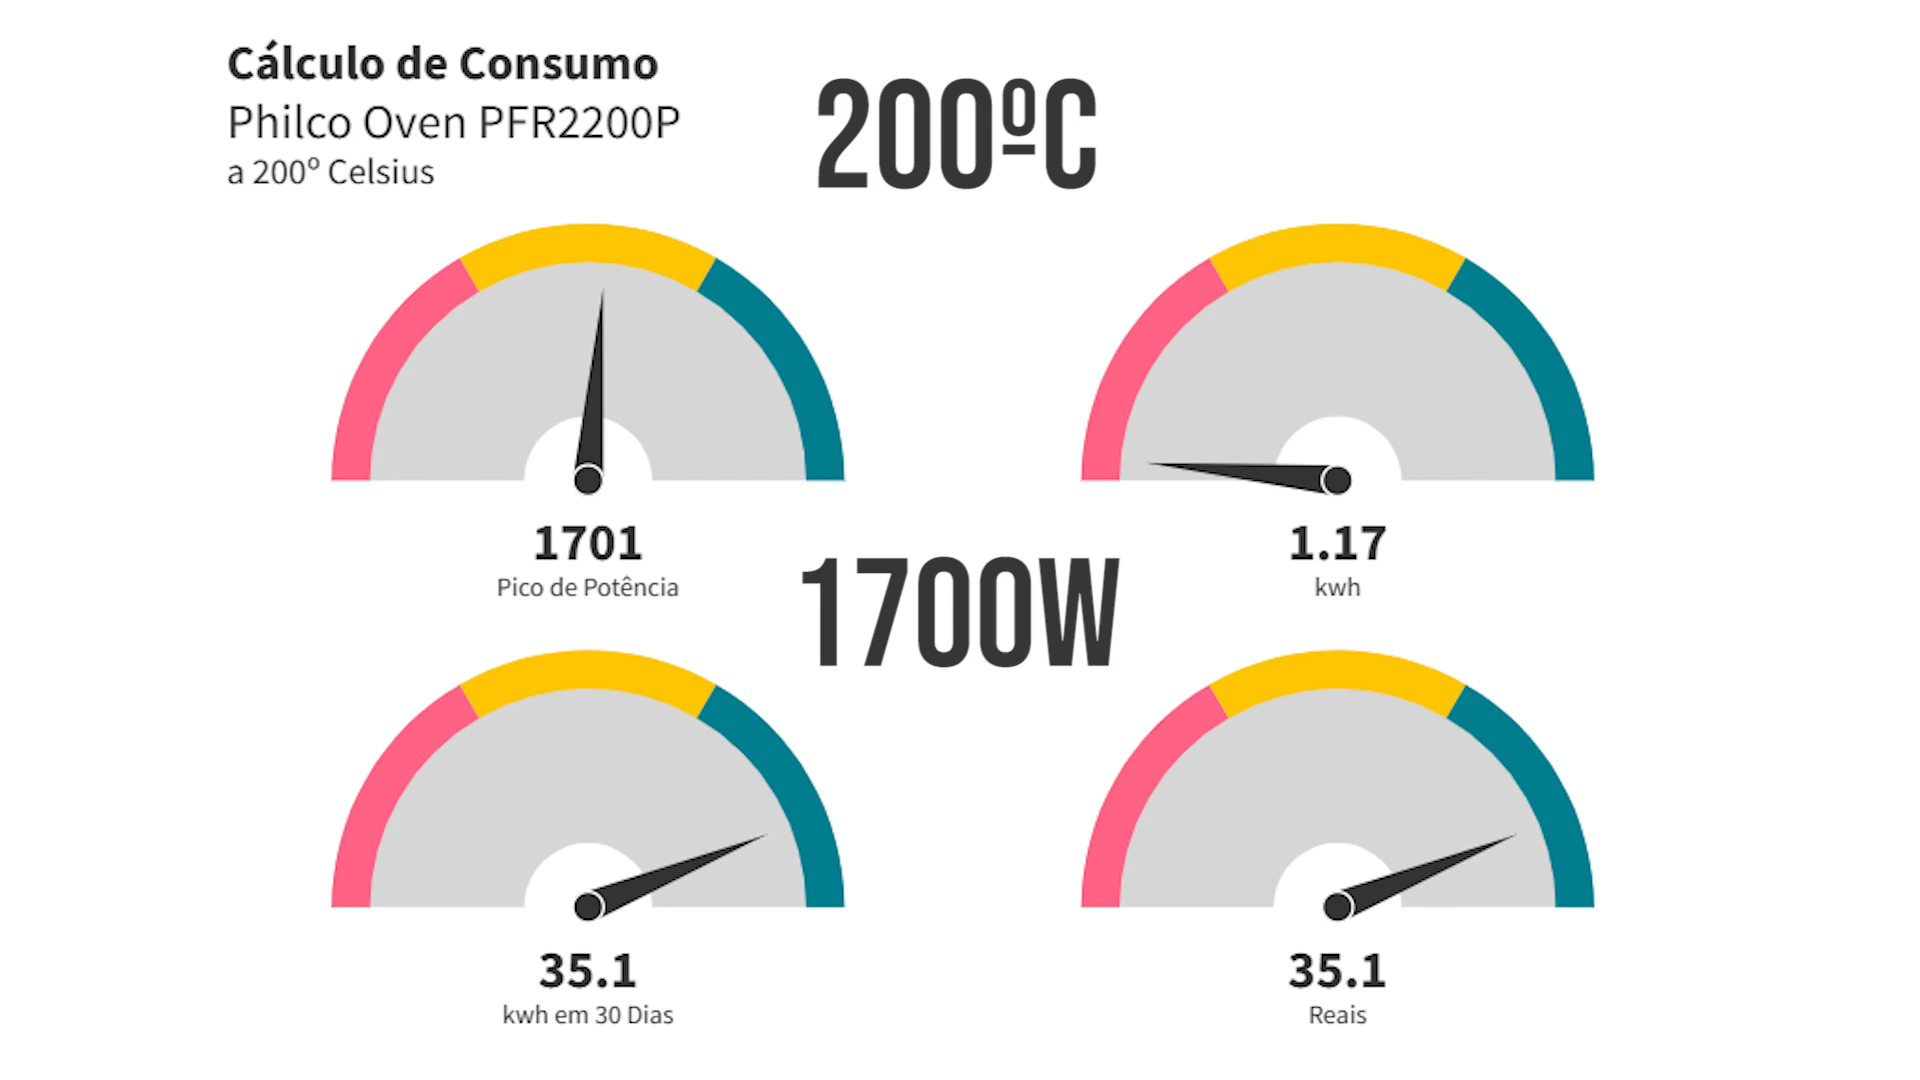 Cálculo de Consumo
Philco Oven PFR2200P
a 200º Celsius
200ºC
1701
Pico de Potência
1.17
kwh
1700W
35.1
kwh em 30 Dias
35.1
Reais